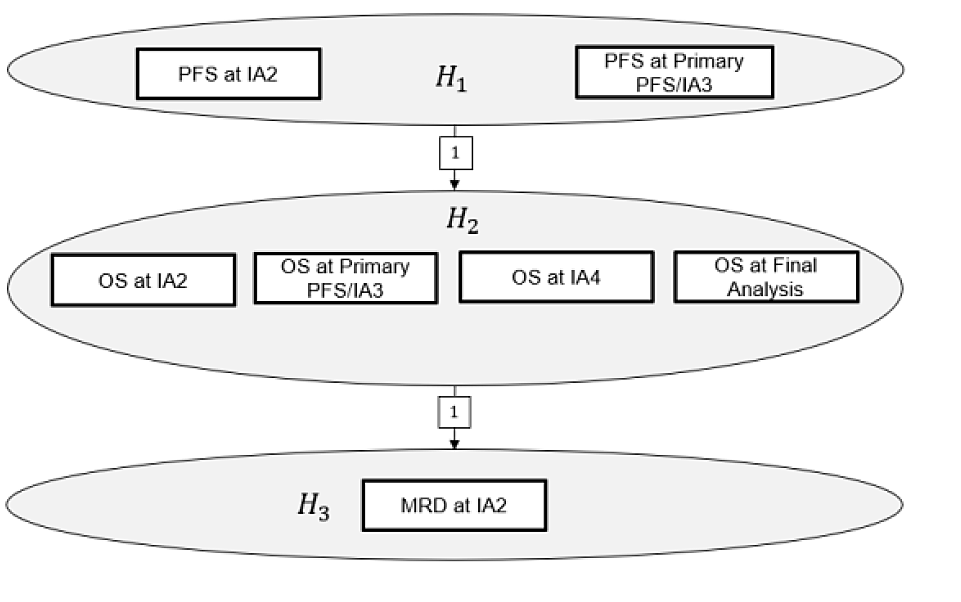 PFS at IA2
H1
PFS at Primary
PFS/IA3
1
H2
OS at IA2
OS at Primary
PFS/IA3
OS at IA4
OS at Final
Analysis
1
H3
MRD at IA2